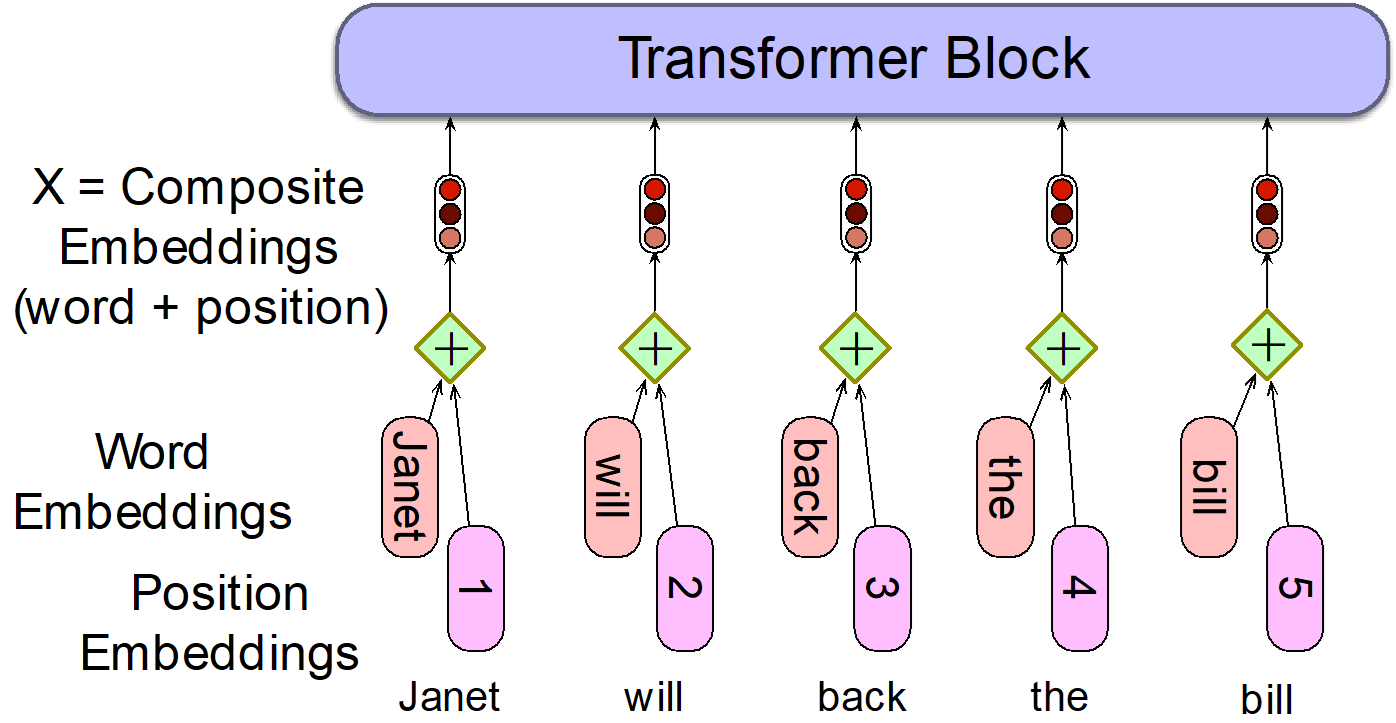 Transformer Block
X = Composite
Embeddings
(word + position)
+ + + + +
Word
Embeddings
Janet will back the bill
Position
Embeddings
1 2 3 4 5
Janet will back the bill